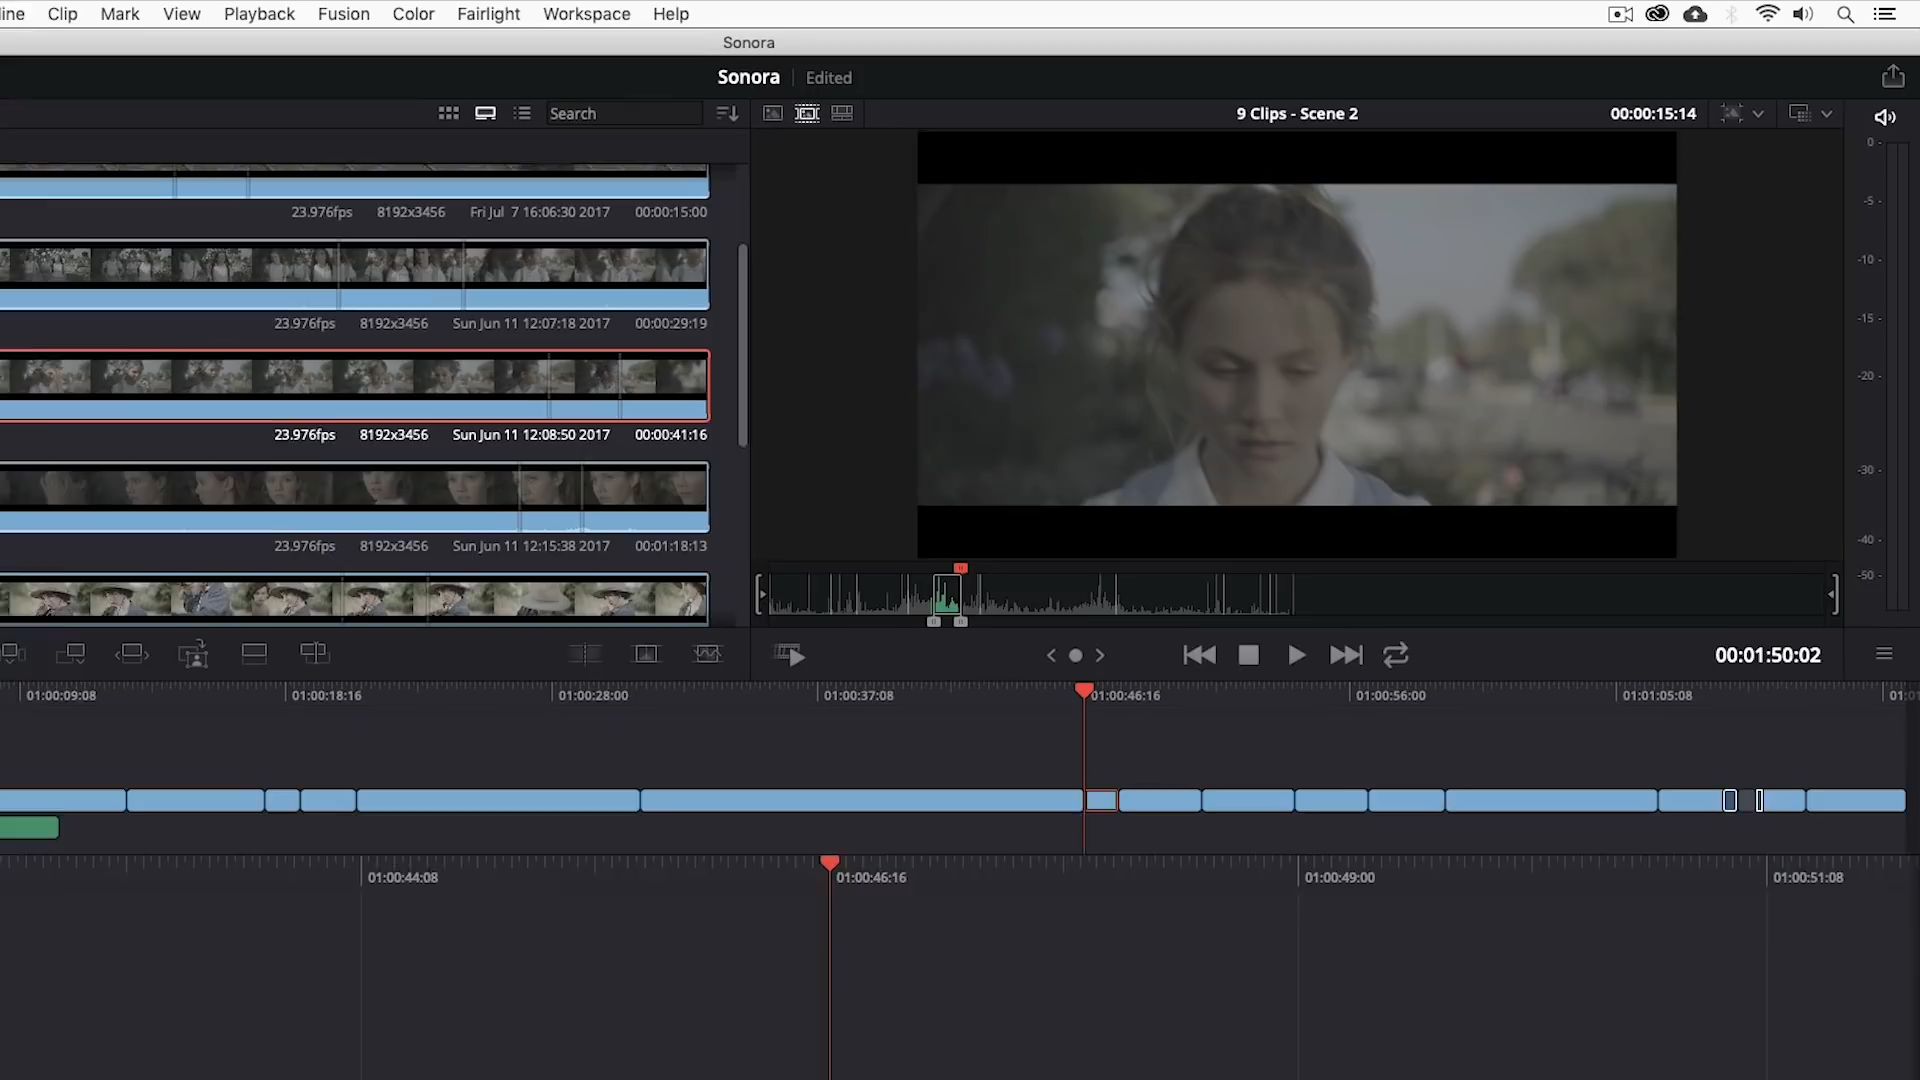 Clip Mark View Playback Fusion Color Fairlight Workspace Help
Sonora
Sonora Edited
Search
9 Clips - Scene 2 00:00:15:14
23.976fps 8192x3456 Fri Jul 7 16:06:30 2017 00:00:15:00
23.976fps 8192x3456 Sun Jun 11 12:07:18 2017 00:00:29:19
23.976fps 8192x3456 Sun Jun 11 12:08:50 2017 00:00:41:16
23.976fps 8192x3456 Sun Jun 11 12:15:38 2017 00:01:18:13
0
-5
-10
-15
-20
-30
-40
-50
00:01:50:02
01:00:09:08 01:00:18:16 01:00:28:00 01:00:37:08 01:00:46:16 01:00:56:00 01:01:05:08
01:00:44:08 01:00:46:16 01:00:49:00 01:00:51:08